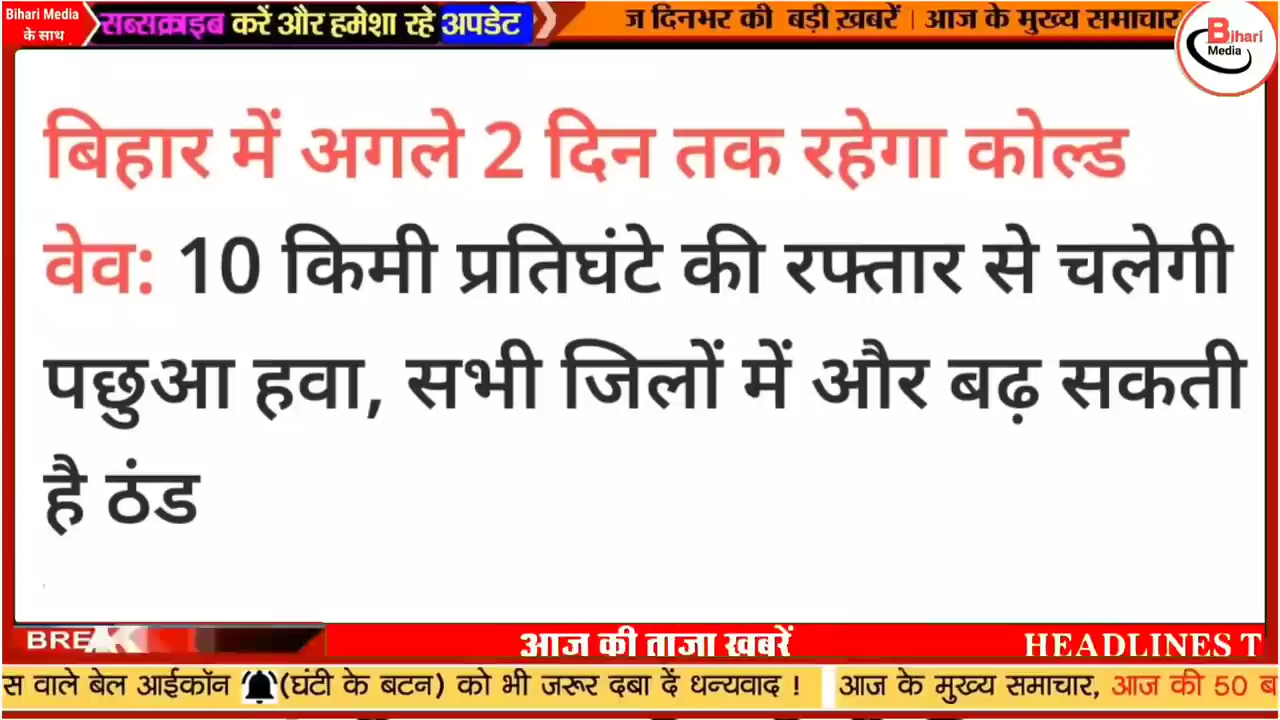 Bihari Media
के साथ
सब्सक्राइब करें और हमेशा रहे अपडेट
ज दिनभर की बड़ी ख़बरें | आज के मुख्य समाचार
Bihari
Media
बिहार में अगले 2 दिन तक रहेगा कोल्ड
वेव: 10 किमी प्रतिघंटे की रफ्तार से चलेगी
पछुआ हवा, सभी जिलों में और बढ़ सकती
है ठंड
BREAK
आज की ताजा खबरें
HEADLINES T
स वाले बेल आईकॉन (घंटी के बटन) को भी जरूर दबा दें धन्यवाद ! आज के मुख्य समाचार, आज की 50 ब